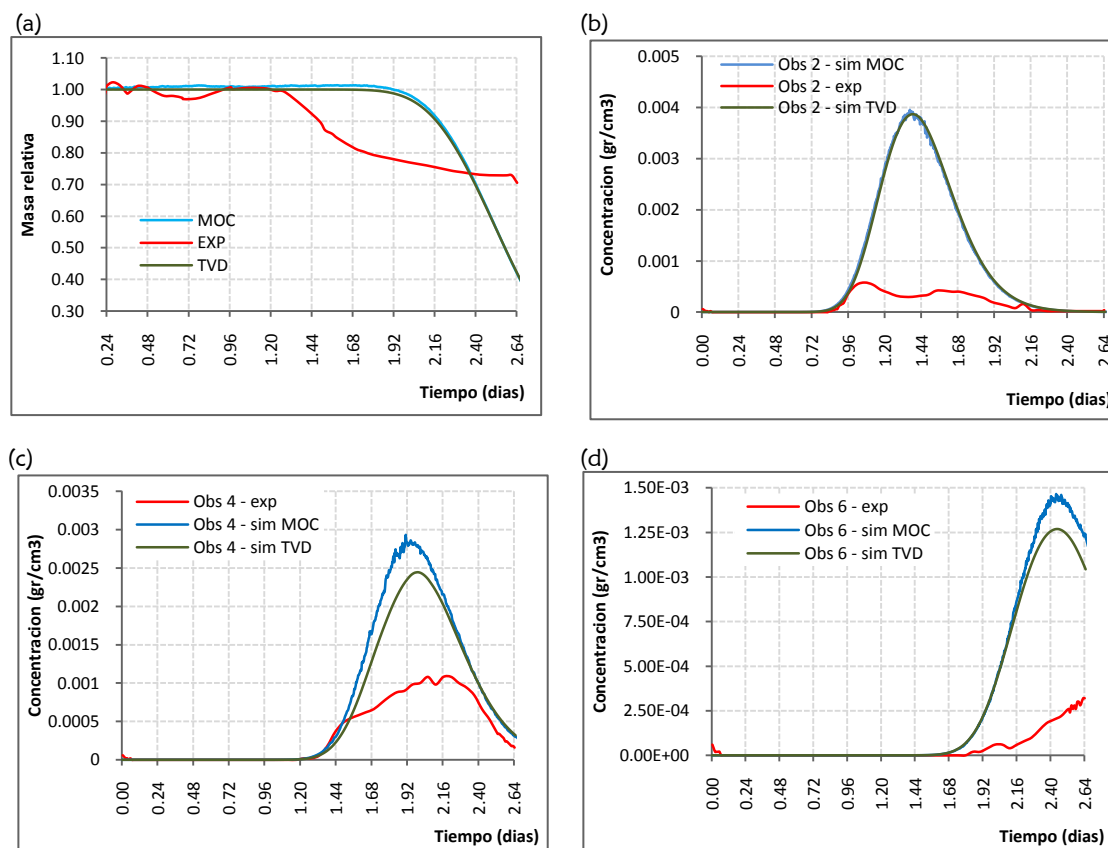 (a)
1.10
1.00
0.90
0.80
0.70
0.60
0.50
0.40
0.30
Masa relativa
MOC
EXP
TVD
0.24
0.48
0.72
0.96
1.20
1.44
1.68
1.92
2.16
2.40
2.64
Tiempo (dias)
(b)
0.005
0.004
0.003
0.002
0.001
0
Concentracion (gr/cm3)
Obs 2 - sim MOC
Obs 2 - exp
Obs 2 - sim TVD
0.00
0.24
0.48
0.72
0.96
1.20
1.44
1.68
1.92
2.16
2.40
2.64
Tiempo (dias)
(c)
0.0035
0.003
0.0025
0.002
0.0015
0.001
0.0005
0
Concentracion (gr/cm3)
Obs 4 - exp
Obs 4 - sim MOC
Obs 4 - sim TVD
0.00
0.24
0.48
0.72
0.96
1.20
1.44
1.68
1.92
2.16
2.40
2.64
Tiempo (dias)
(d)
1.50E-03
1.25E-03
1.00E-03
7.50E-04
5.00E-04
2.50E-04
0.00E+00
Concentracion (gr/cm3)
Obs 6 - exp
Obs 6 - sim MOC
Obs 6 - sim TVD
0.00
0.24
0.48
0.72
0.96
1.20
1.44
1.68
1.92
2.16
2.40
2.64
Tiempo (dias)